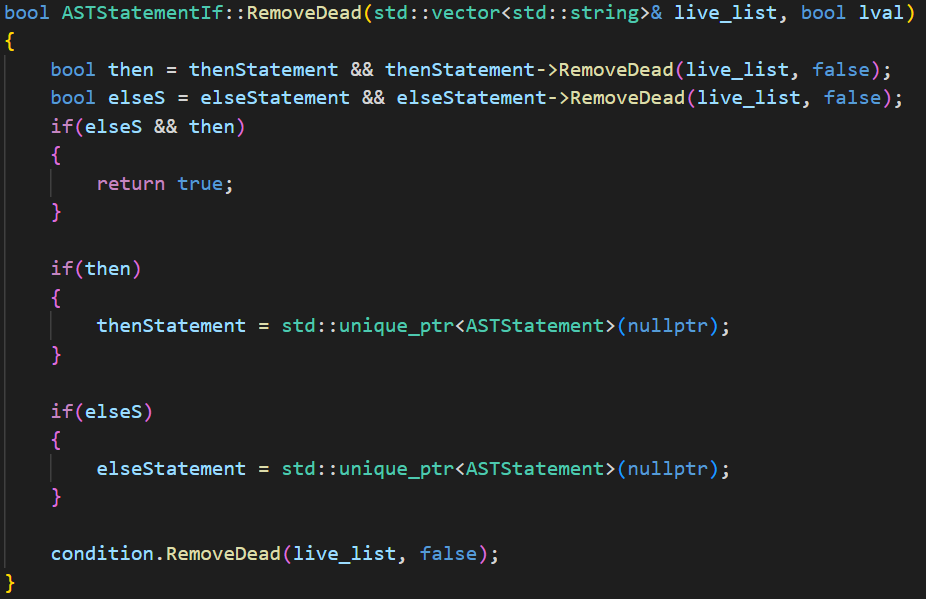 bool ASTStatementIf::RemoveDead(std::vector<std::string>& live_list, bool lval)
{
    bool then = thenStatement && thenStatement->RemoveDead(live_list, false);
    bool elseS = elseStatement && elseStatement->RemoveDead(live_list, false);
    if(elseS && then)
    {
        return true;
    }

    if(then)
    {
        thenStatement = std::unique_ptr<ASTStatement>(nullptr);
    }

    if(elseS)
    {
        elseStatement = std::unique_ptr<ASTStatement>(nullptr);
    }

    condition.RemoveDead(live_list, false);
}